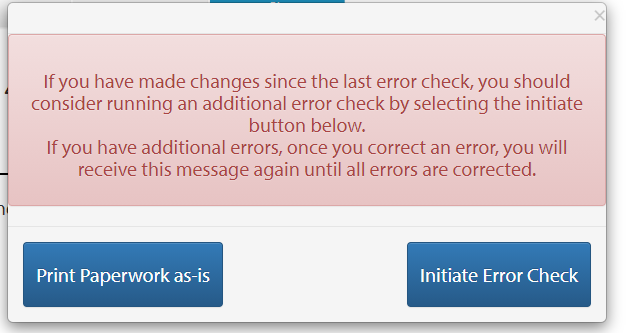 ×
If you have made changes since the last error check, you should
consider running an additional error check by selecting the initiate
button below.
If you have additional errors, once you correct an error, you will
receive this message again until all errors are corrected.
Print Paperwork as-is
Initiate Error Check